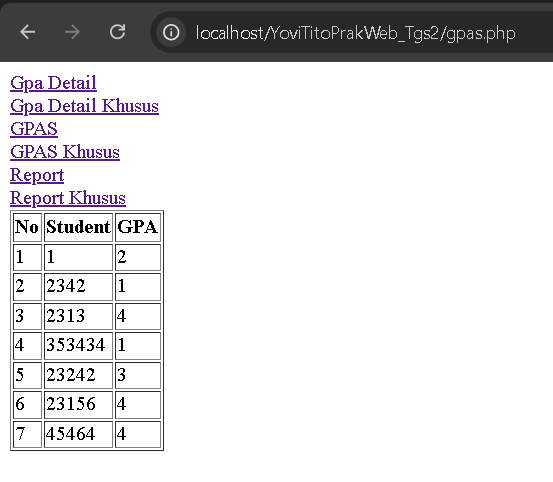 localhost/YoviTitoPrakWeb_Tgs2/gpas.php
Gpa Detail
Gpa Detail Khusus
GPAS
GPAS Khusus
Report
Report Khusus
No Student GPA
1 1 2
2 2342 1
3 2313 4
4 353434 1
5 23242 3
6 23156 4
7 45464 4